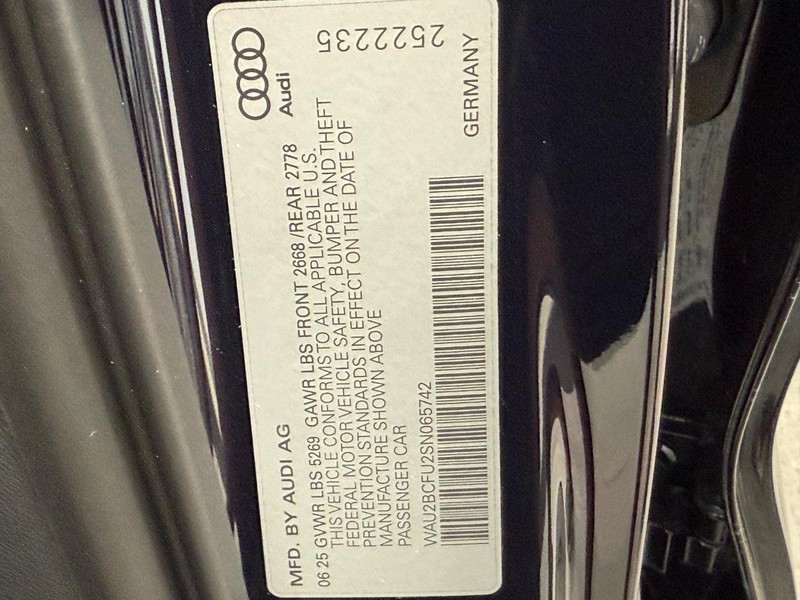 MFD. BY AUDI AG
Audi
06 25 GVWR LBS 5269 GAWR LBS FRONT 2668 /REAR 2778
THIS VEHICLE CONFORMS TO ALL APPLICABLE U.S.
FEDERAL MOTOR VEHICLE SAFETY, BUMPER AND THEFT
PREVENTION STANDARDS IN EFFECT ON THE DATE OF
MANUFACTURE SHOWN ABOVE
PASSENGER CAR
WAU2BCFU2SN065742
GERMANY
2522235